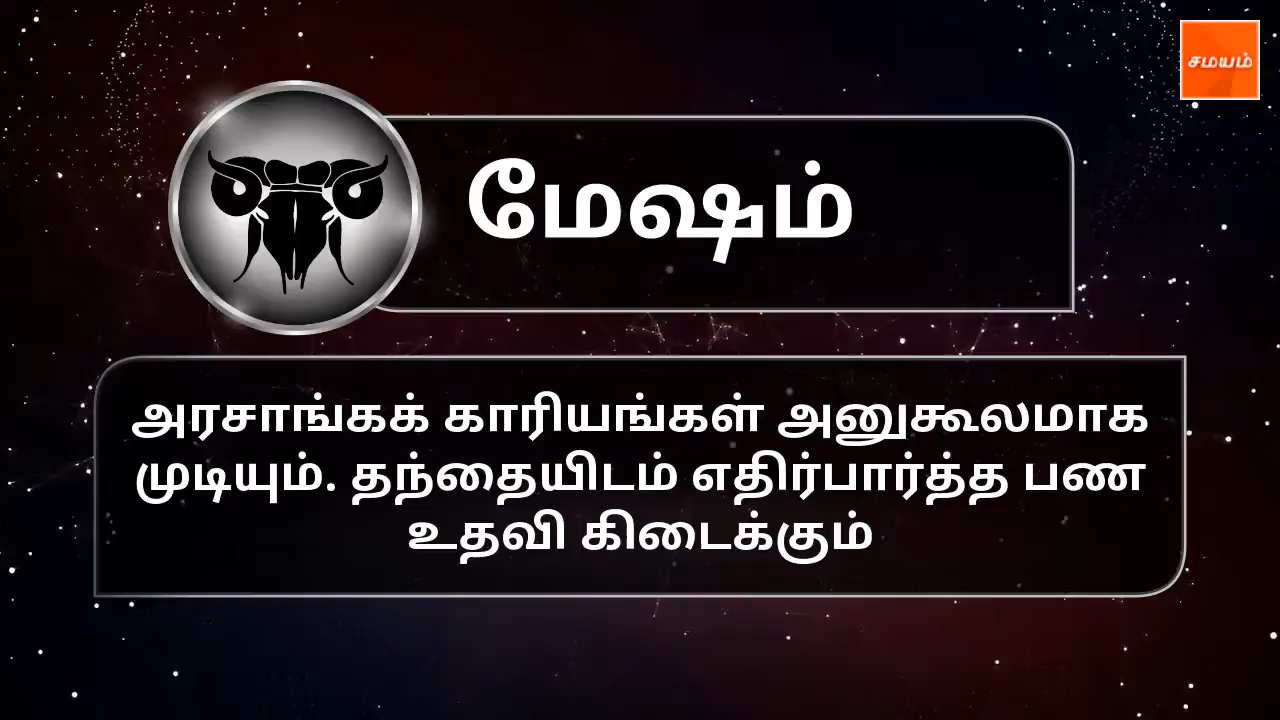 சமயம்
மேஷம்
அரசாங்கக் காரியங்கள் அனுகூலமாக
முடியும். தந்தையிடம் எதிர்பார்த்த பண
உதவி கிடைக்கும்